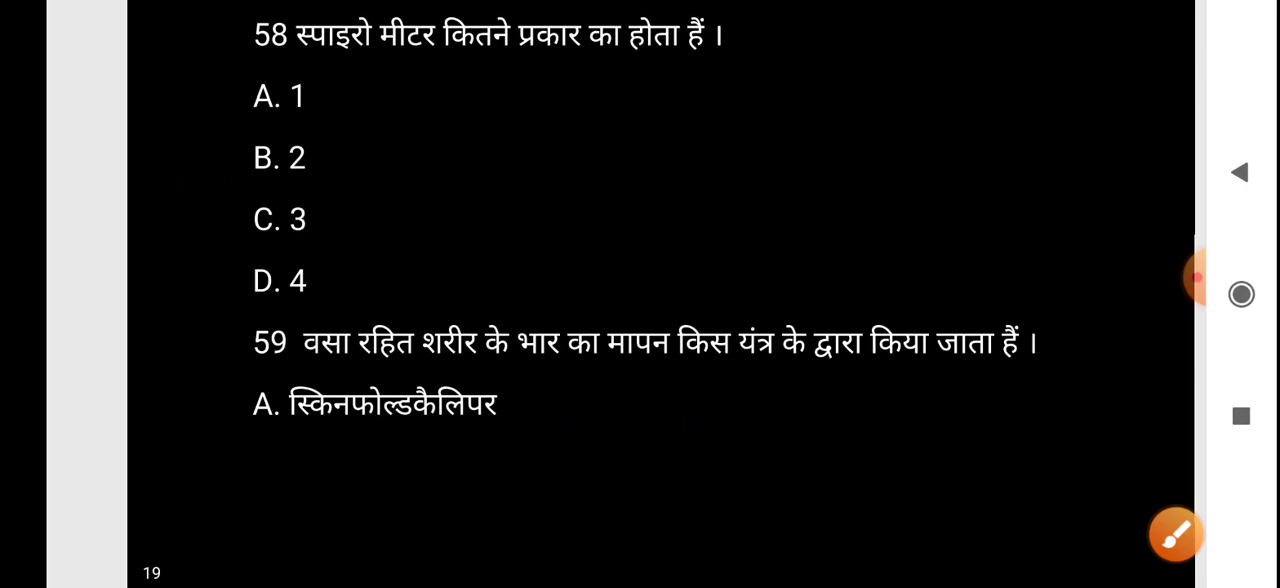 58 स्पाइरो मीटर कितने प्रकार का होता हैं ।
A. 1
B. 2
C. 3
D. 4
59 वसा रहित शरीर के भार का मापन किस यंत्र के द्वारा किया जाता हैं ।
A. स्किनफोल्डकैलिपर
19